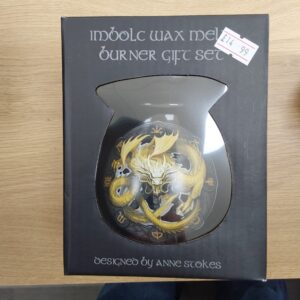 IMBOLC WAX MELT
BURNER GIFT SET
£14.99
DESIGNED BY ANNE STOKES